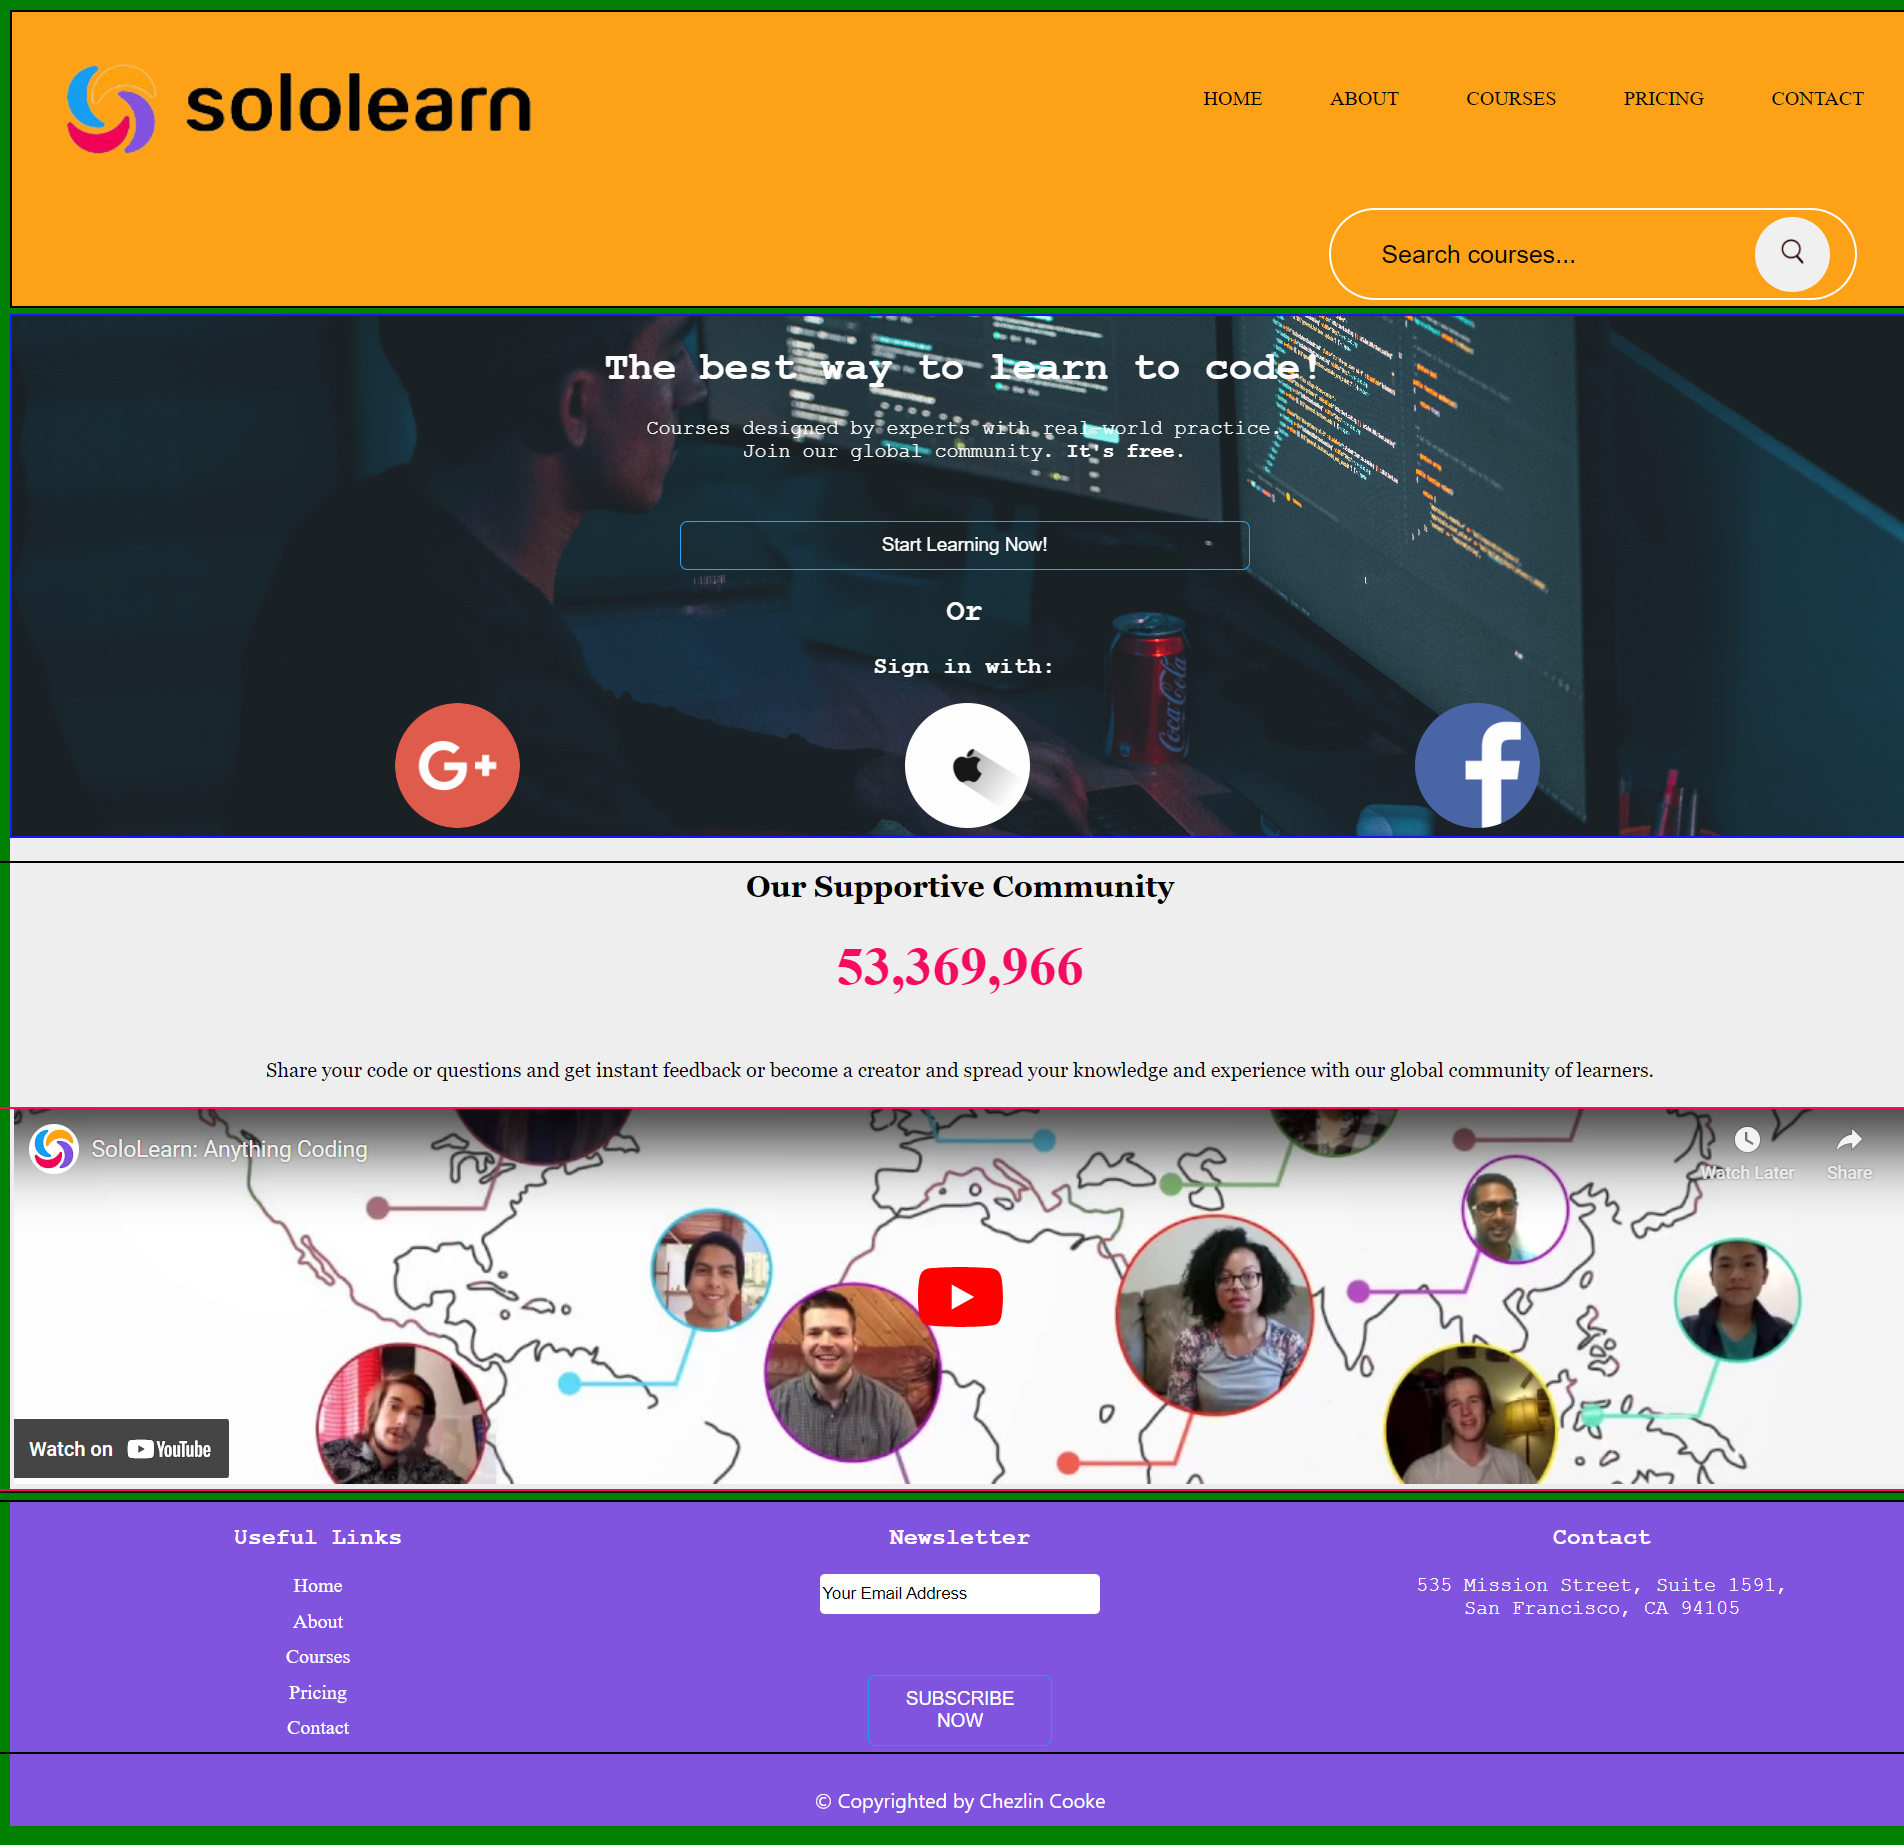 sololearn
HOME ABOUT COURSES PRICING CONTACT
Search courses...
The best way to learn to code!
Courses designed by experts with real-world practice.
Join our global community. It's free.
Start Learning Now!
Or
Sign in with:
Coca-Cola
G+
f
Our Supportive Community
53,369,966
Share your code or questions and get instant feedback or become a creator and spread your knowledge and experience with our global community of learners.
SoloLearn: Anything Coding
Watch Later
Share
Watch on YouTube
Useful Links
Home
About
Courses
Pricing
Contact
Newsletter
Your Email Address
SUBSCRIBE
NOW
Contact
535 Mission Street, Suite 1591,
San Francisco, CA 94105
© Copyrighted by Chezlin Cooke